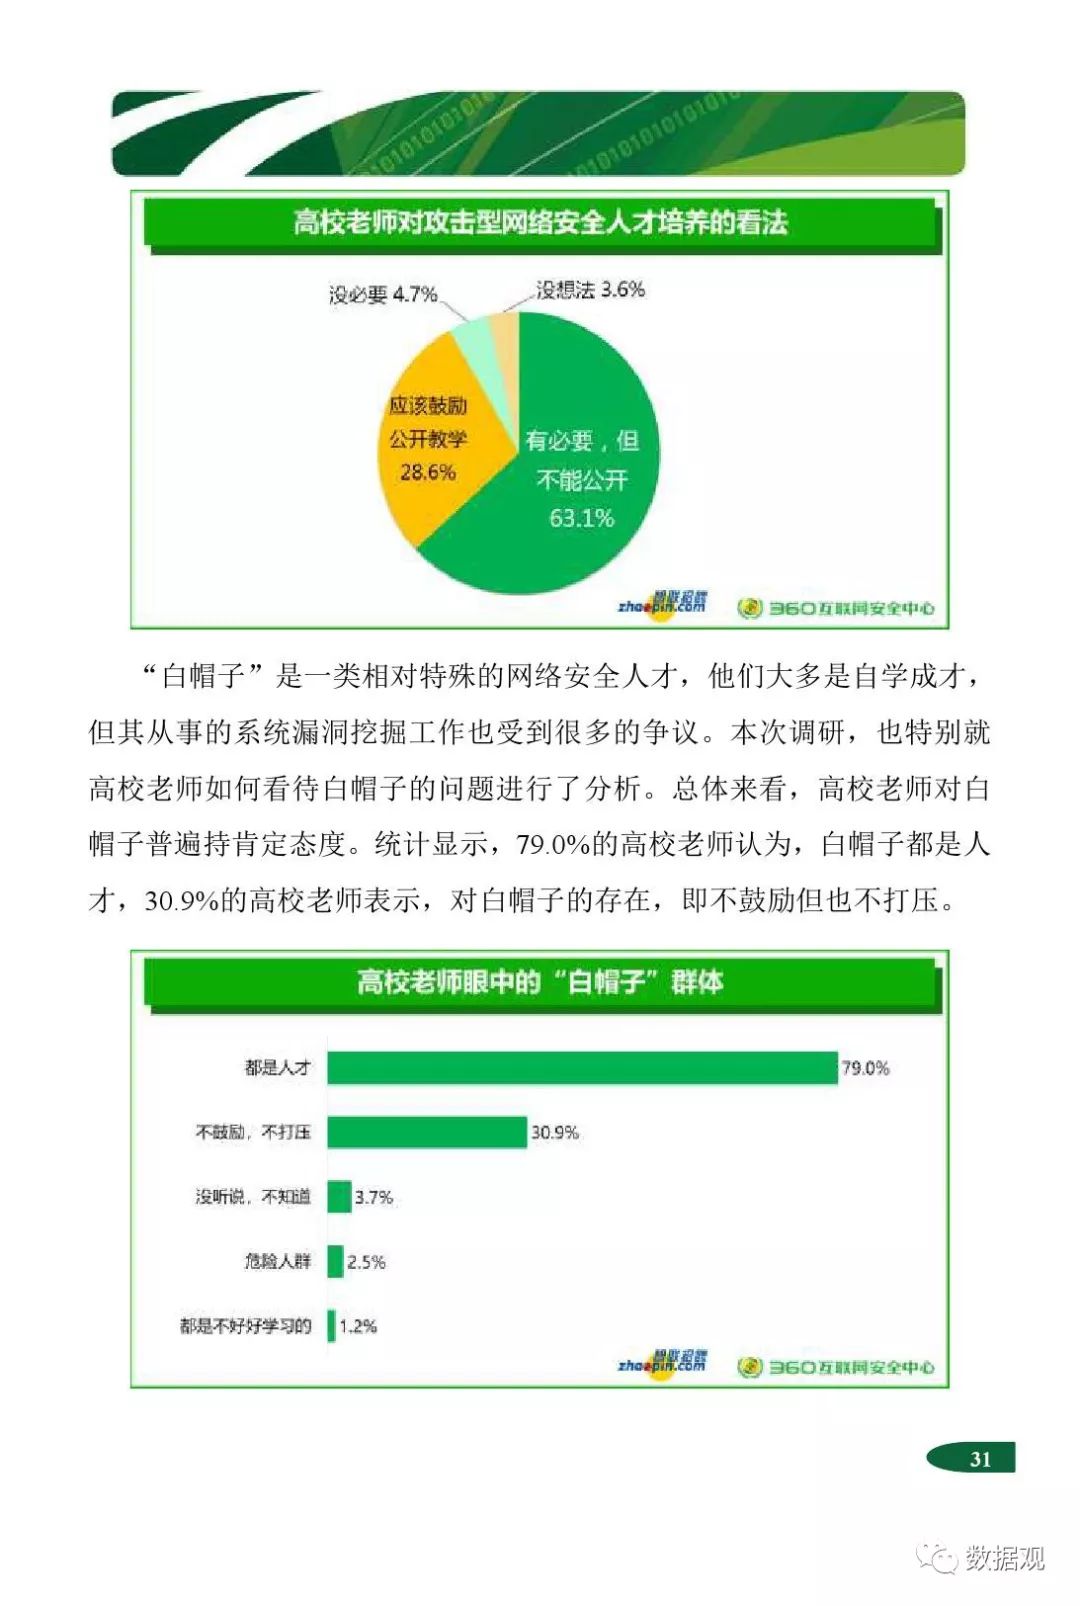 高校老师对攻击型网络安全人才培养的看法
没必要 4.7%
没想法 3.6%
应该鼓励
公开教学
28.6%
有必要，但
不能公开
63.1%
智联招聘
zhaopin.com
360互联网安全中心
“白帽子”是一类相对特殊的网络安全人才，他们大多是自学成才，
但其从事的系统漏洞挖掘工作也受到很多的争议。本次调研，也特别就
高校老师如何看待白帽子的问题进行了分析。总体来看，高校老师对白
帽子普遍持肯定态度。统计显示，79.0%的高校老师认为，白帽子都是人
才，30.9%的高校老师表示，对白帽子的存在，即不鼓励但也不打压。
高校老师眼中的“白帽子”群体
都是人才 79.0%
不鼓励，不打压 30.9%
没听说，不知道 3.7%
危险人群 2.5%
都是不好好学习的 1.2%
智联招聘
zhaopin.com
360互联网安全中心
31
数据观